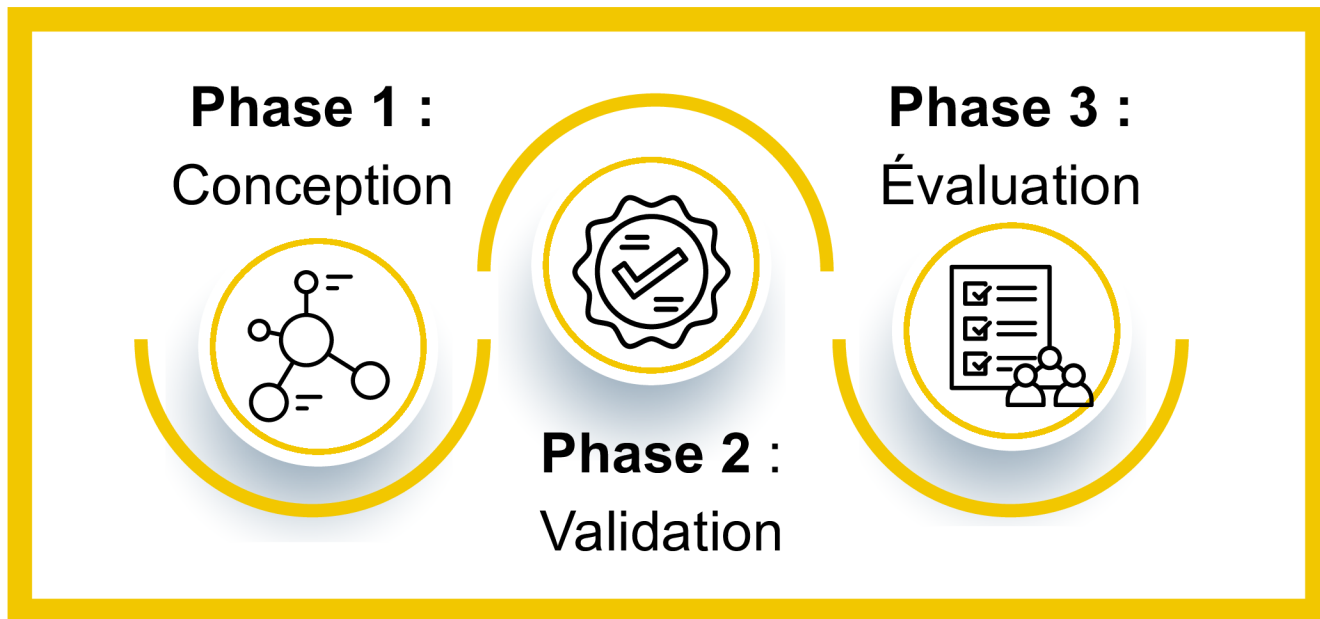 Phase 1 :
Conception
Phase 2 :
Validation
Phase 3 :
Évaluation